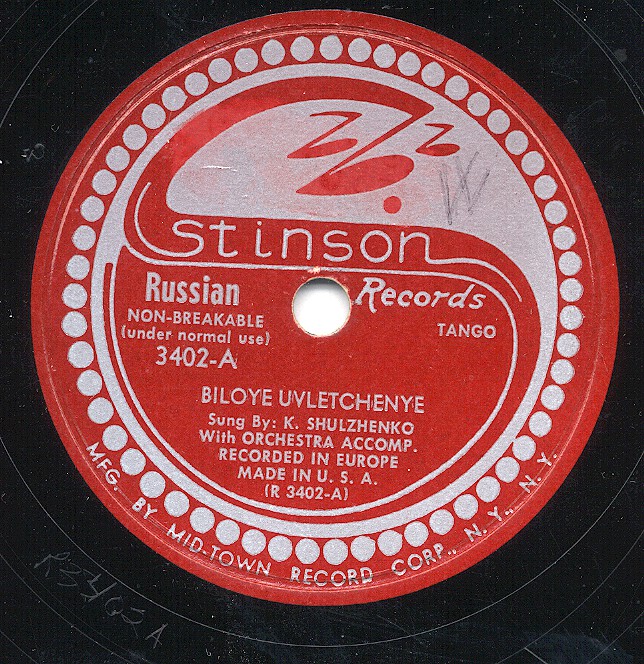 Stinson
Records
Russian
NON-BREAKABLE
(under normal use)
3402-A
TANGO
BILOYE UVLETCHENYE
Sung By: K. SHULZHENKO
With ORCHESTRA ACCOMP.
RECORDED IN EUROPE
MADE IN U. S. A.
(R 3402-A)
MFG. BY MID-TOWN RECORD CORP., N. Y., N. Y.
R3402A